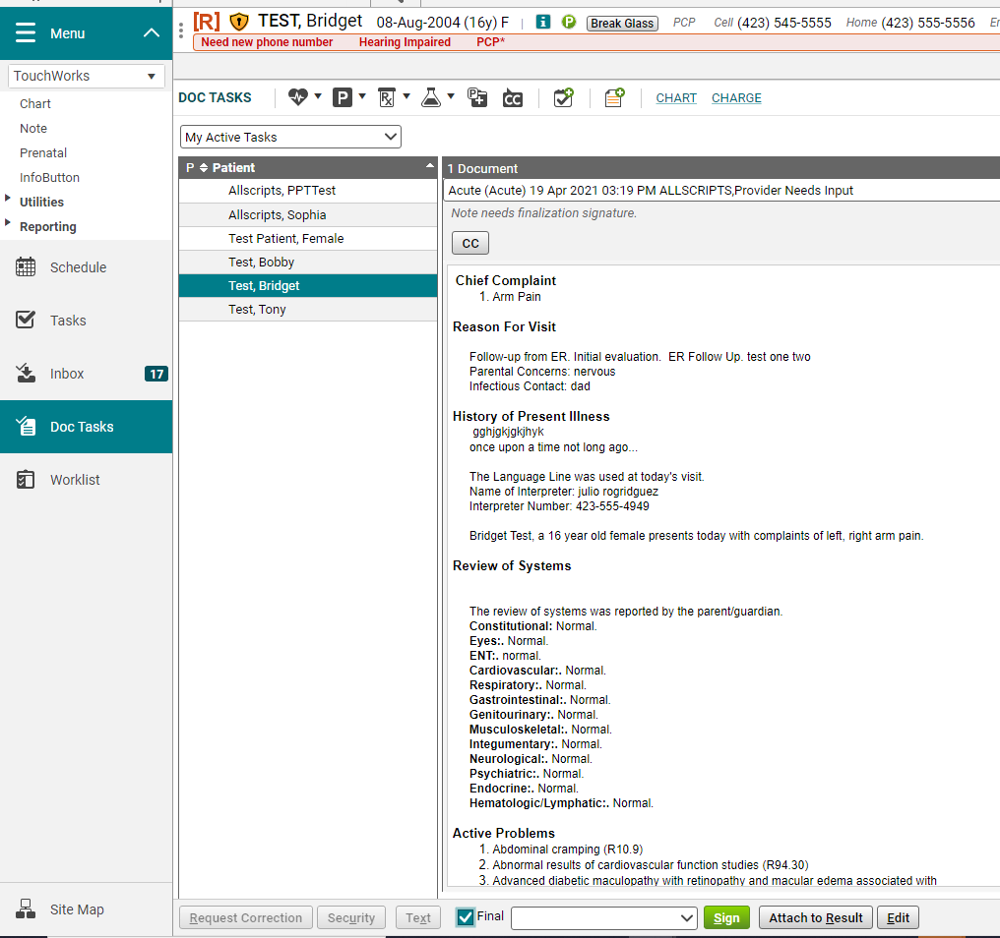 Menu
TouchWorks
Chart
Note
Prenatal
InfoButton
Utilities
Reporting
Schedule
Tasks
Inbox 17
Doc Tasks
Worklist
Site Map
[R] TEST, Bridget 08-Aug-2004 (16y) F i P Break Glass PCP Cell (423) 545-5555 Home (423) 555-5556
Need new phone number Hearing Impaired PCP*
DOC TASKS P Rx P CC CHART CHARGE
My Active Tasks
P Patient
Allscripts, PPTTest
Allscripts, Sophia
Test Patient, Female
Test, Bobby
Test, Bridget
Test, Tony
1 Document
Acute (Acute) 19 Apr 2021 03:19 PM ALLSCRIPTS,Provider Needs Input
Note needs finalization signature.
CC
Chief Complaint
1. Arm Pain
Reason For Visit
Follow-up from ER. Initial evaluation. ER Follow Up. test one two
Parental Concerns: nervous
Infectious Contact: dad
History of Present Illness
gghjgkjgkjhyk
once upon a time not long ago...
The Language Line was used at today's visit.
Name of Interpreter: julio rogridguez
Interpreter Number: 423-555-4949
Bridget Test, a 16 year old female presents today with complaints of left, right arm pain.
Review of Systems
The review of systems was reported by the parent/guardian.
Constitutional: Normal.
Eyes:. Normal.
ENT:. normal.
Cardiovascular:. Normal.
Respiratory:. Normal.
Gastrointestinal:. Normal.
Genitourinary:. Normal.
Musculoskeletal:. Normal.
Integumentary:. Normal.
Neurological:. Normal.
Psychiatric:. Normal.
Endocrine:. Normal.
Hematologic/Lymphatic:. Normal.
Active Problems
1. Abdominal cramping (R10.9)
2. Abnormal results of cardiovascular function studies (R94.30)
3. Advanced diabetic maculopathy with retinopathy and macular edema associated with
Request Correction Security Text Final Sign Attach to Result Edit